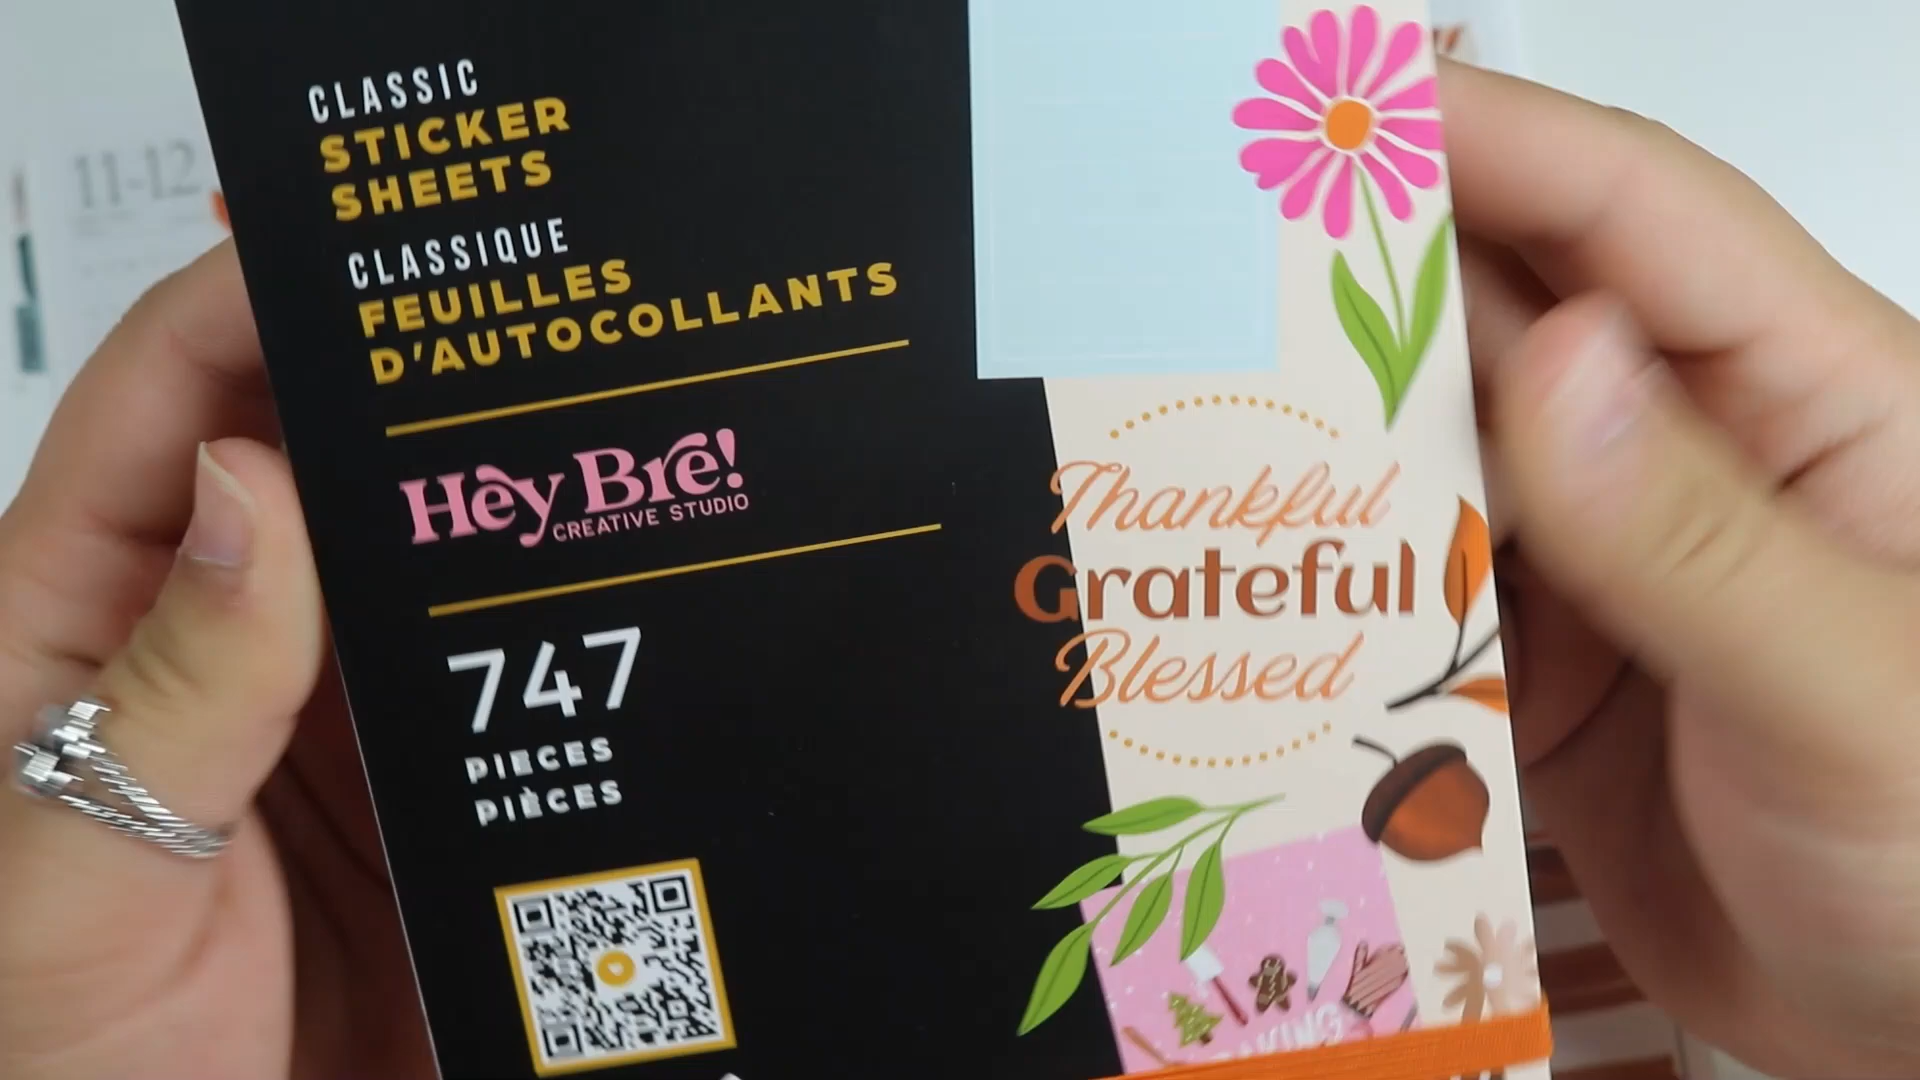 CLASSIC
STICKER
SHEETS
CLASSIQUE
FEUILLES
D'AUTOCOLLANTS
Hey Bre!
CREATIVE STUDIO
747
PIECES
PIÈCES
11-12
Thankful
Grateful
Blessed